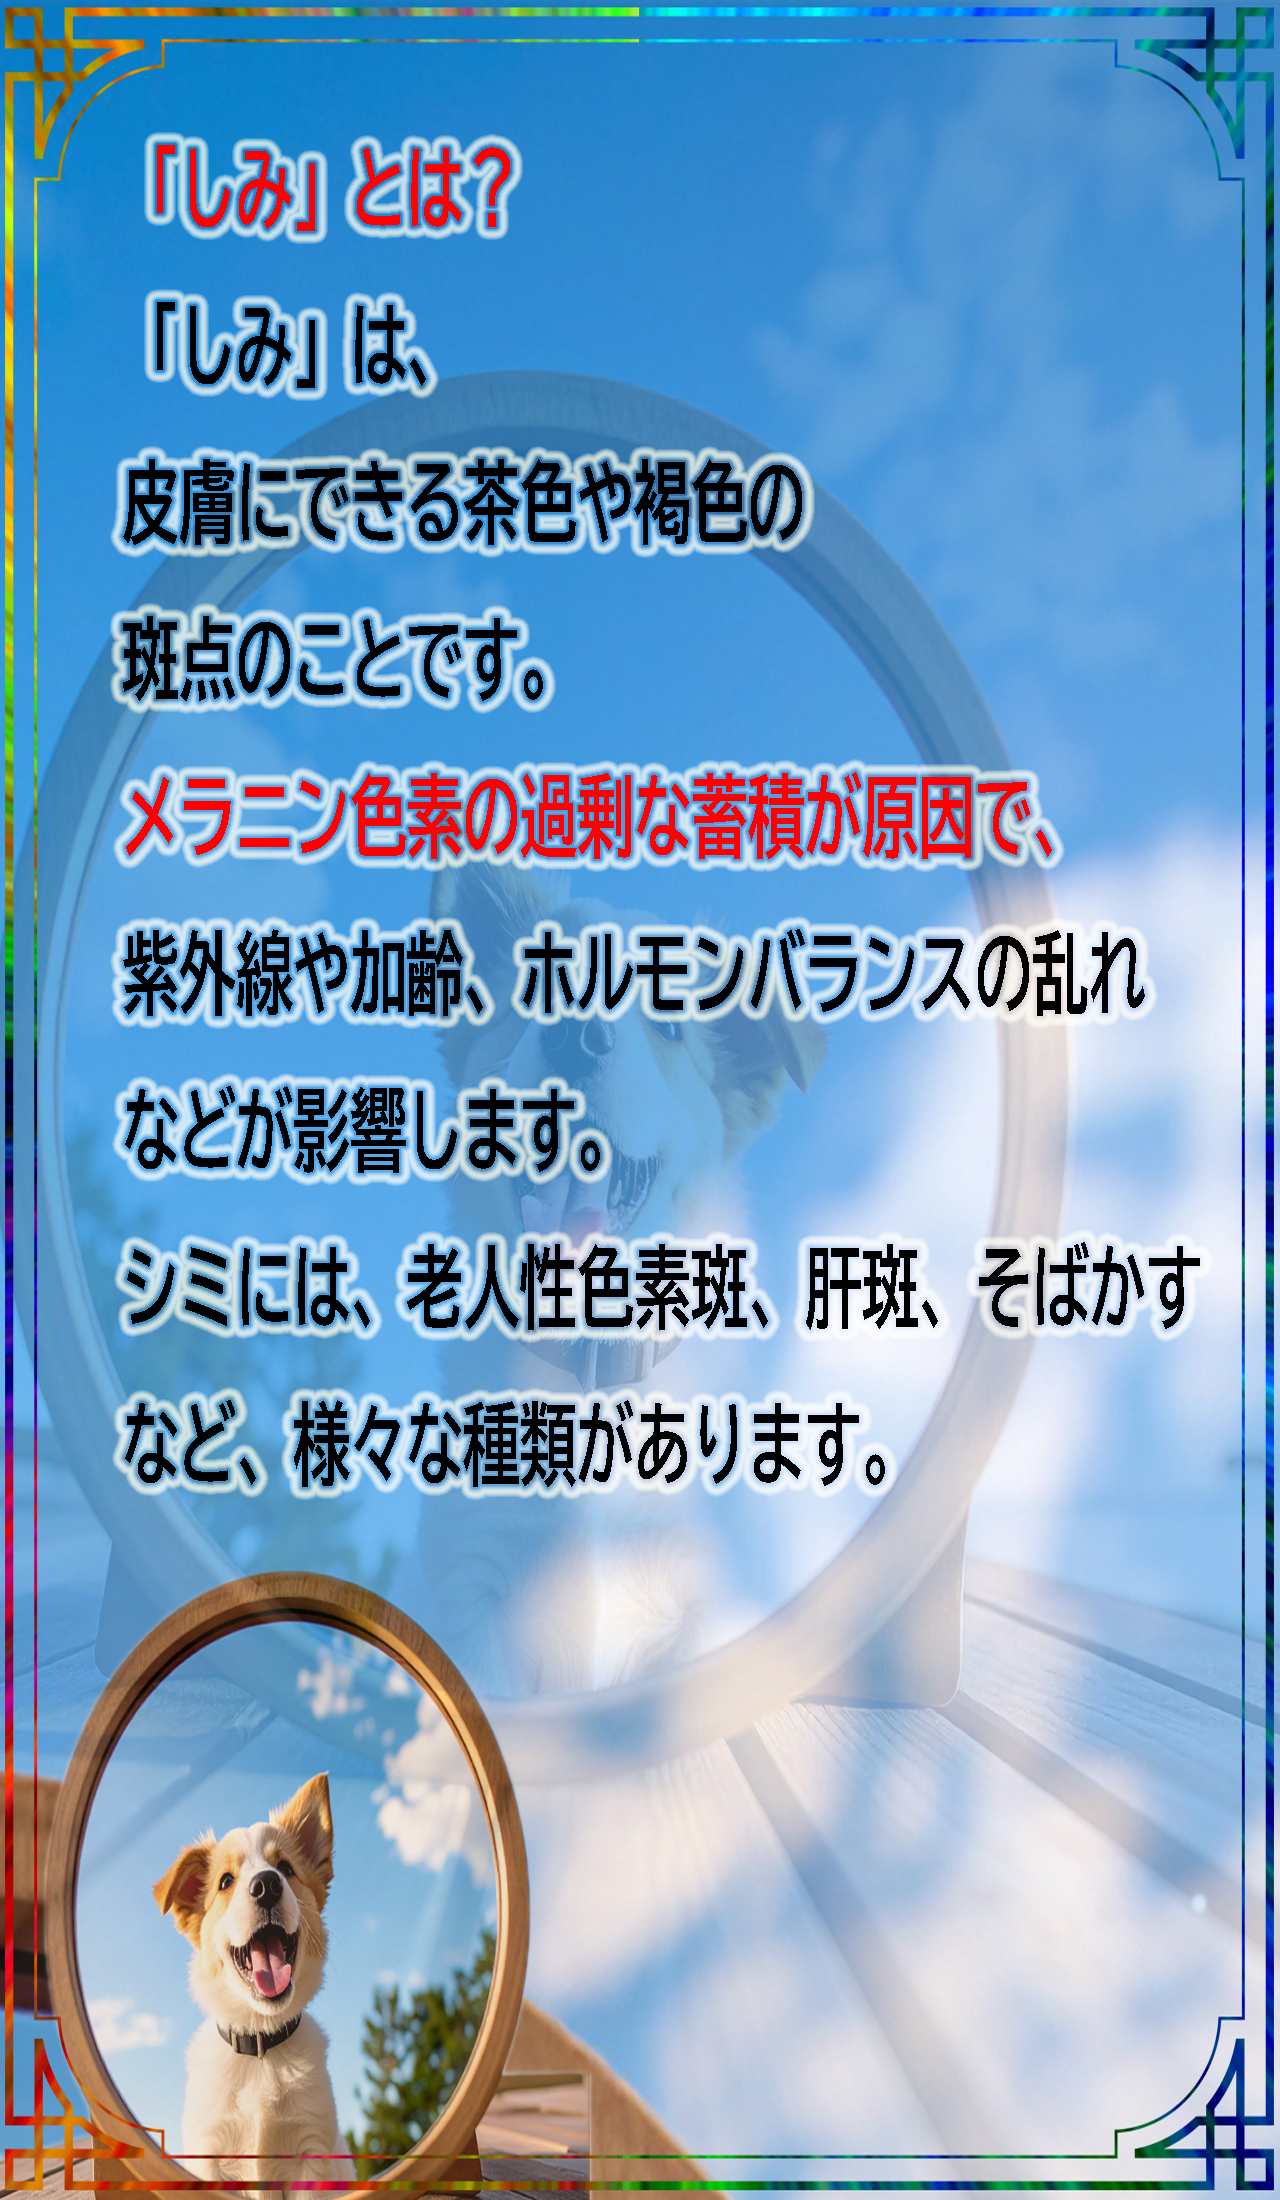 「しみ」とは？
「しみ」は、
皮膚にできる茶色や褐色の
斑点のことです。
メラニン色素の過剰な蓄積が原因で、
紫外線や加齢、ホルモンバランスの乱れ
などが影響します。
シミには、老人性色素斑、肝斑、そばかす
など、様々な種類があります。